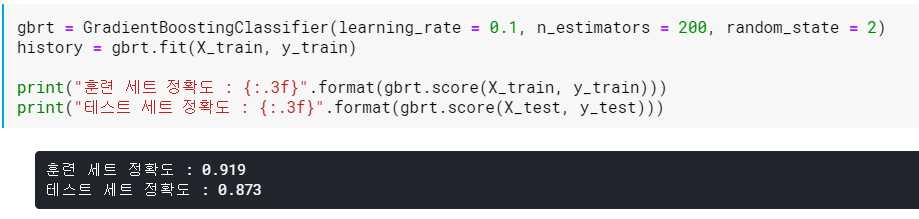 gbrt = GradientBoostingClassifier(learning_rate = 0.1, n_estimators = 200, random_state = 2)
history = gbrt.fit(X_train, y_train)
print("훈련 세트 정확도 : {:.3f}".format(gbrt.score(X_train, y_train)))
print("테스트 세트 정확도 : {:.3f}".format(gbrt.score(X_test, y_test)))
훈련 세트 정확도 : 0.919
테스트 세트 정확도 : 0.873